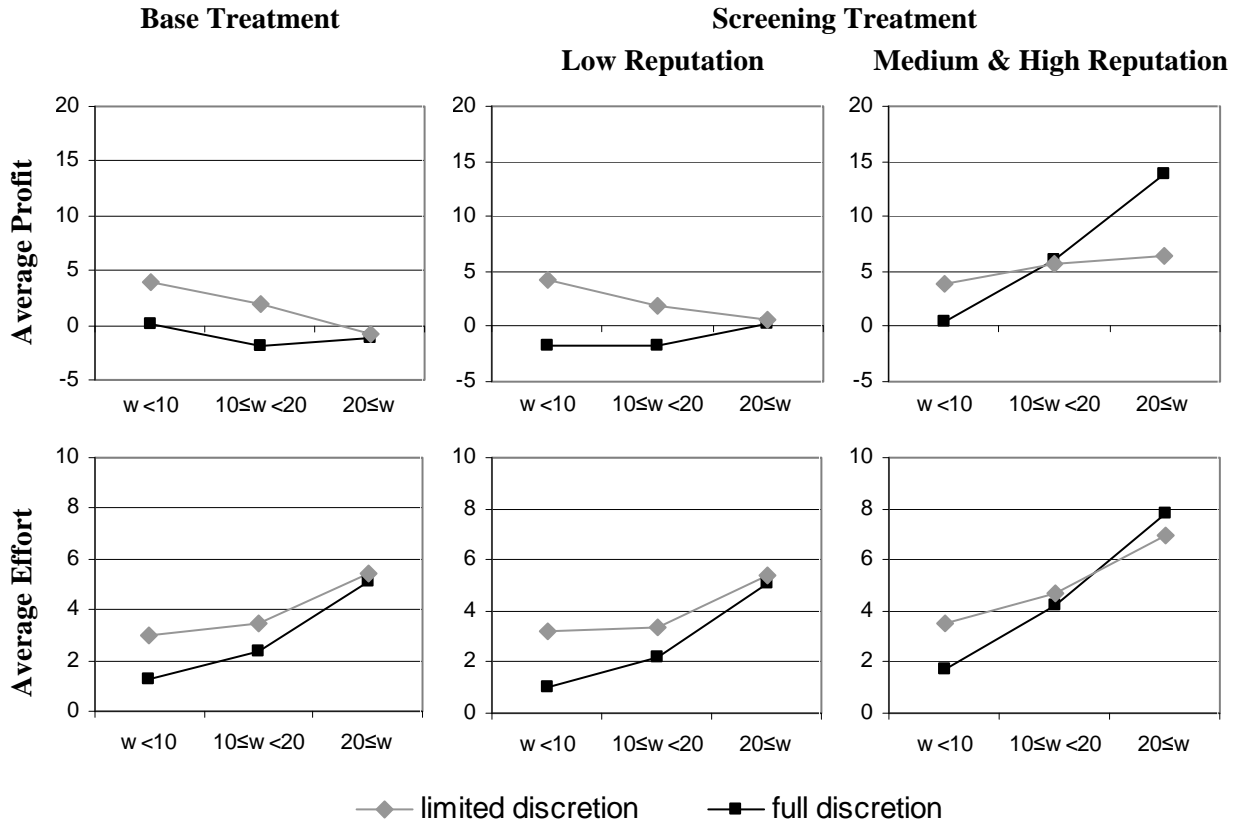 Base Treatment
Screening Treatment
Low Reputation
Medium & High Reputation
Average Profit
20
15
10
5
0
-5
w <10 10≤w <20 20≤w
20
15
10
5
0
-5
w <10 10≤w <20 20≤w
20
15
10
5
0
-5
w <10 10≤w <20 20≤w
Average Effort
10
8
6
4
2
0
w <10 10≤w <20 20≤w
10
8
6
4
2
0
w <10 10≤w <20 20≤w
10
8
6
4
2
0
w <10 10≤w <20 20≤w
limited discretion
full discretion